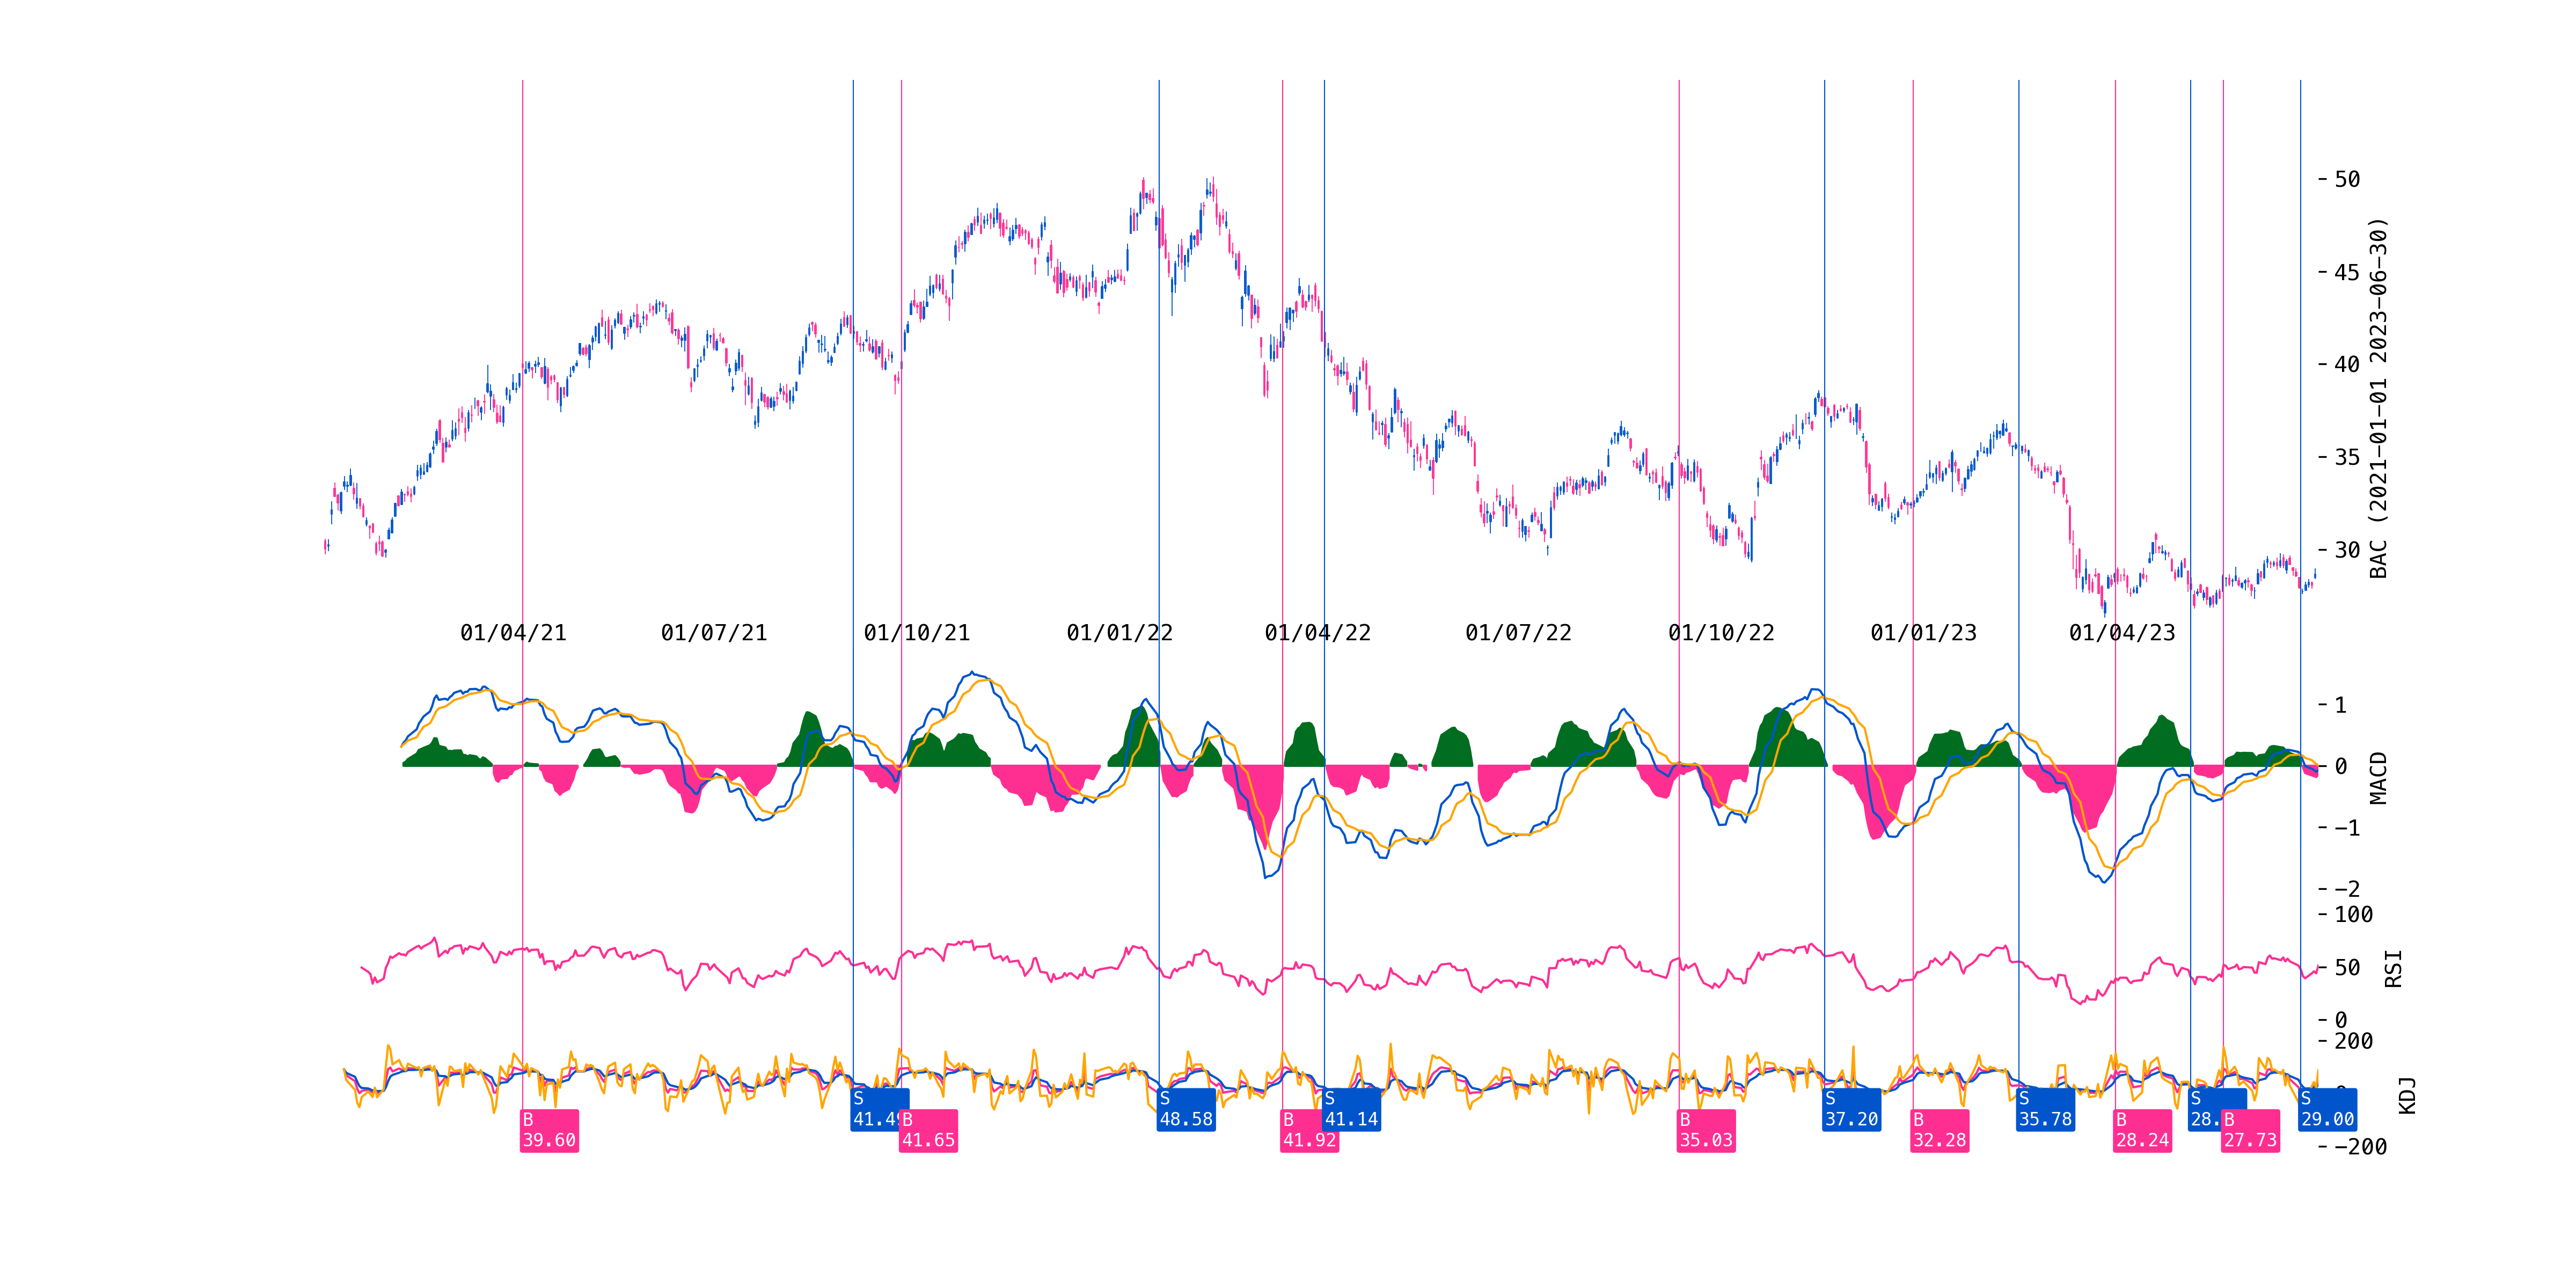 50
45
40
35
30
BAC (2021-01-01 2023-06-30)
01/04/21
01/07/21
01/10/21
01/01/22
01/04/22
01/07/22
01/10/22
01/01/23
01/04/23
1
0
-1
-2
MACD
100
50
0
RSI
200
-200
KDJ
B
39.60
S
B
41.65
S
48.58
B
41.92
S
41.14
B
35.03
S
37.20
B
32.28
S
35.78
B
28.24
S
B
27.73
S
29.00